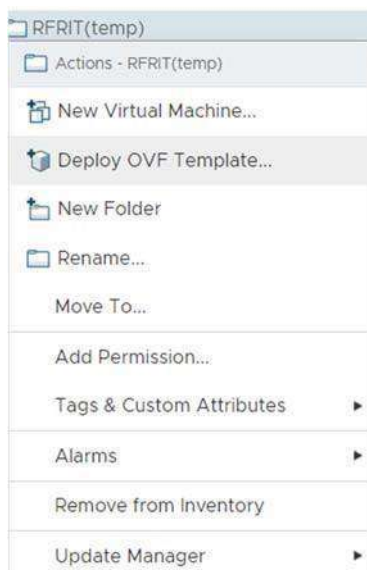 RFRIT(temp)
Actions - RFRIT(temp)
New Virtual Machine...
Deploy OVF Template...
New Folder
Rename...
Move To...
Add Permission...
Tags & Custom Attributes
Alarms
Remove from Inventory
Update Manager